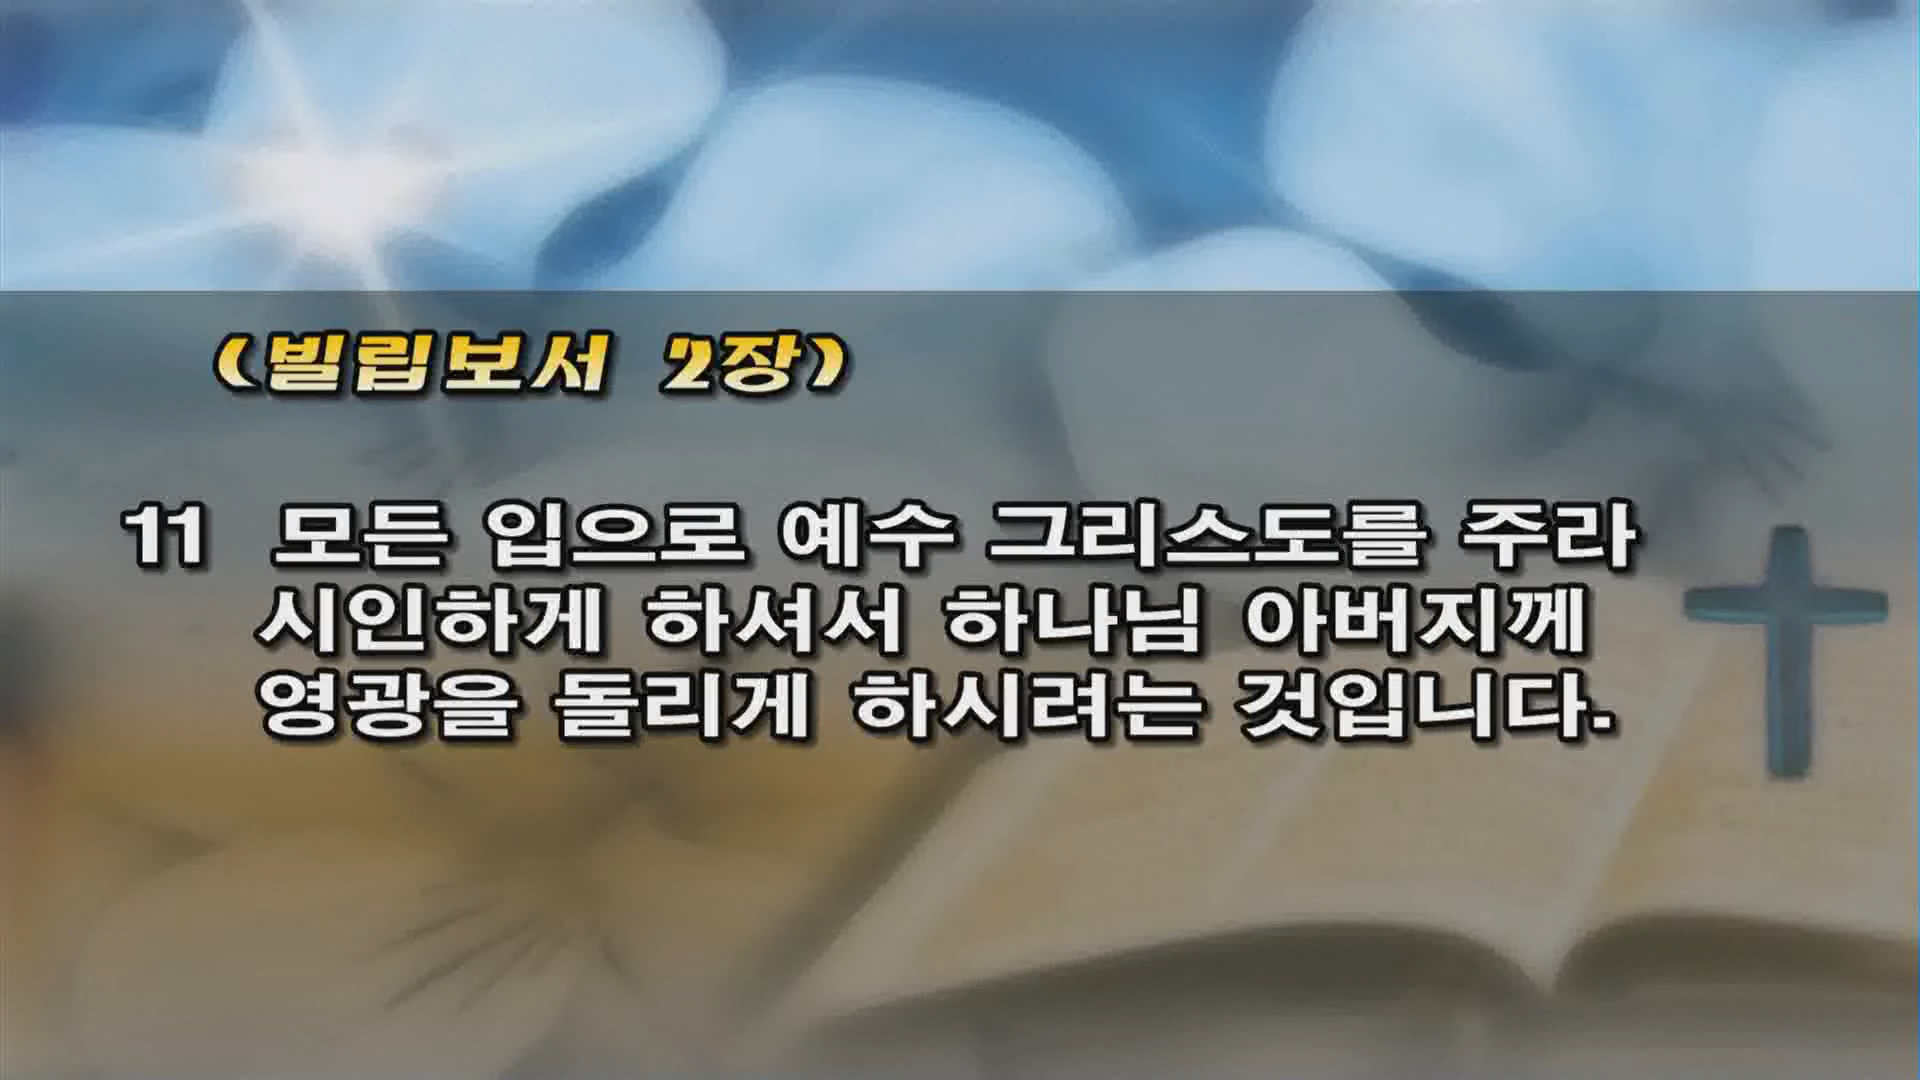 (빌립보서 2장)
11 모든 입으로 예수 그리스도를 주라
시인하게 하셔서 하나님 아버지께
영광을 돌리게 하시려는 것입니다.